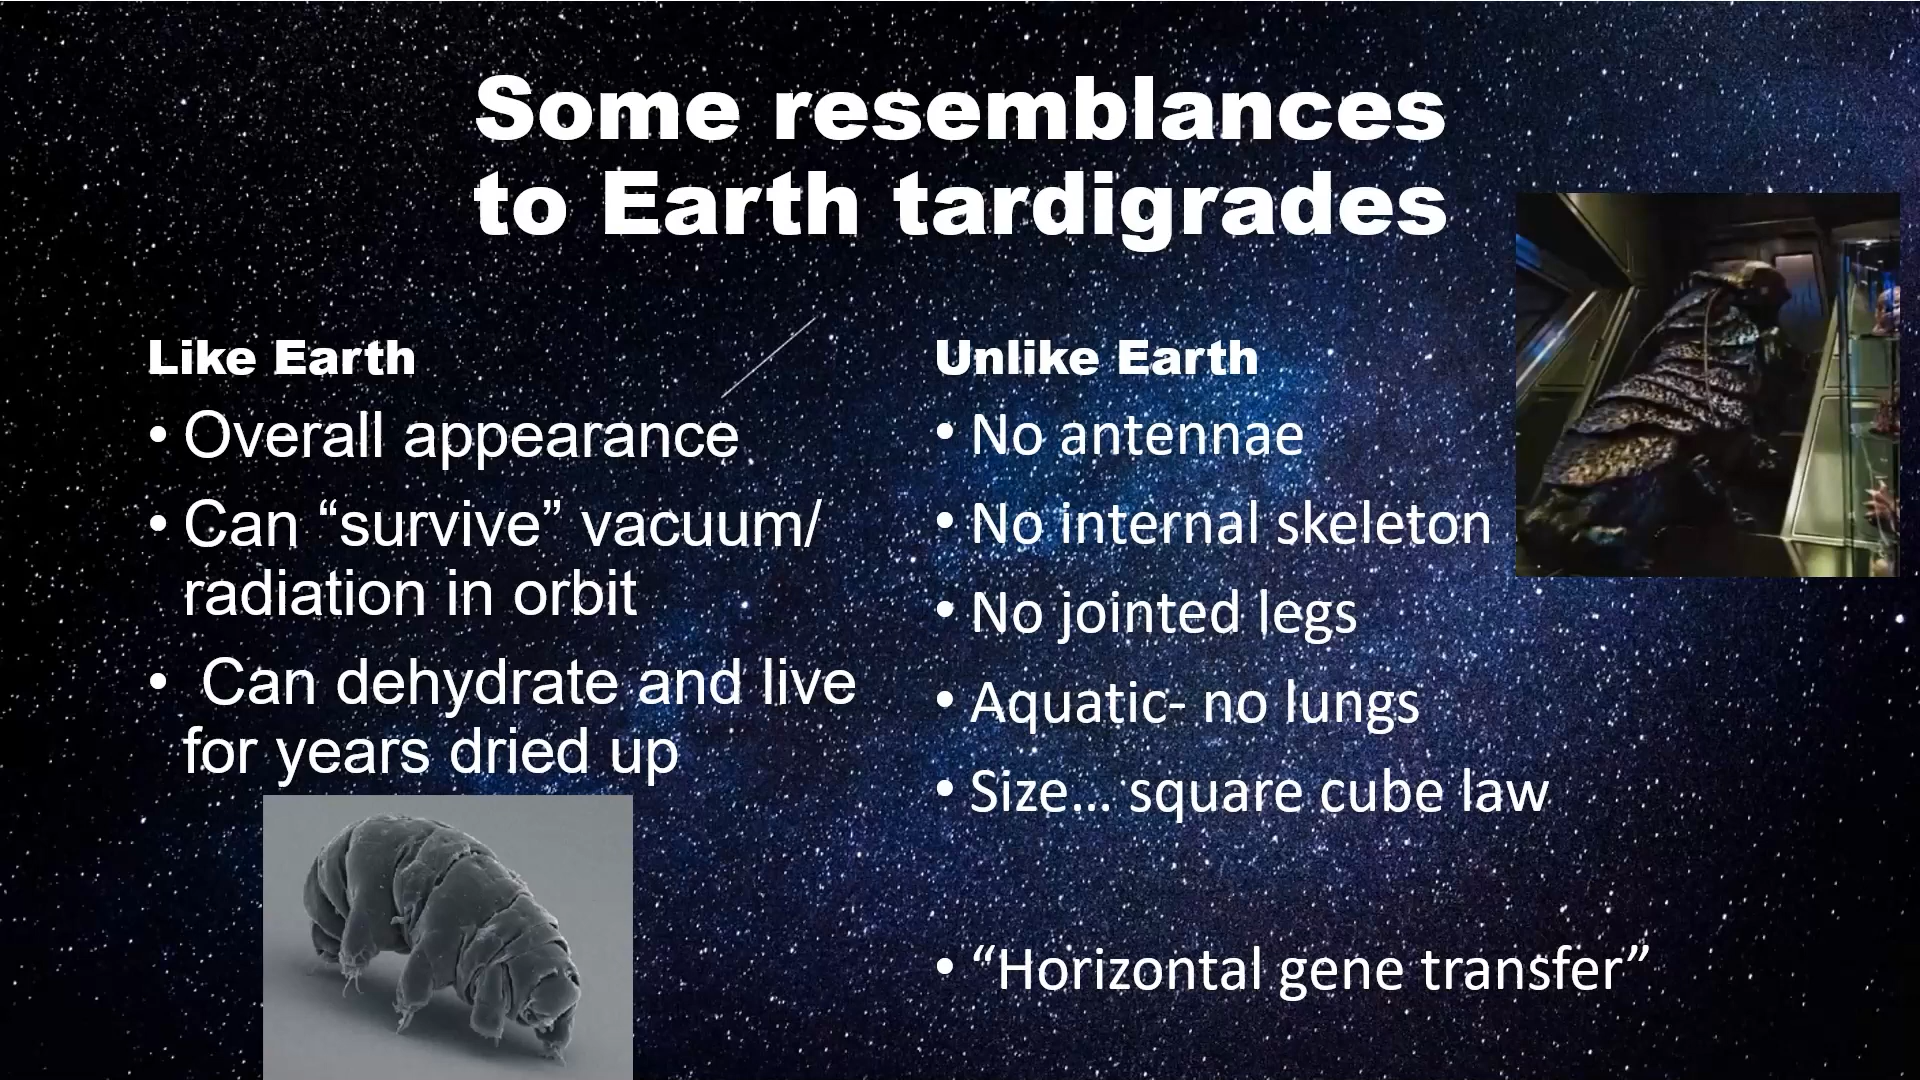 Some resemblances
to Earth tardigrades
Like Earth
• Overall appearance
• Can “survive” vacuum/
radiation in orbit
• Can dehydrate and live
for years dried up
Unlike Earth
• No antennae
• No internal skeleton
• No jointed legs
• Aquatic- no lungs
• Size… square cube law
• “Horizontal gene transfer”